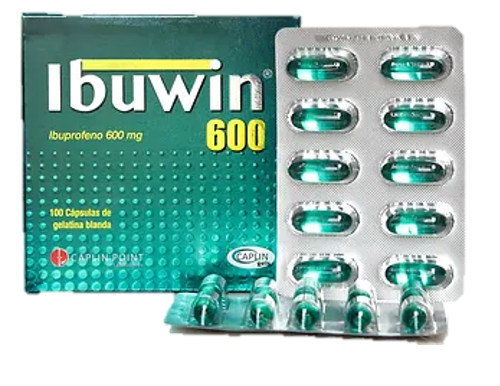 Ibuwin®
600
Ibuprofeno 600 mg
100 Cápsulas de
gelatina blanda
CAPLIN POINT
CAPLIN